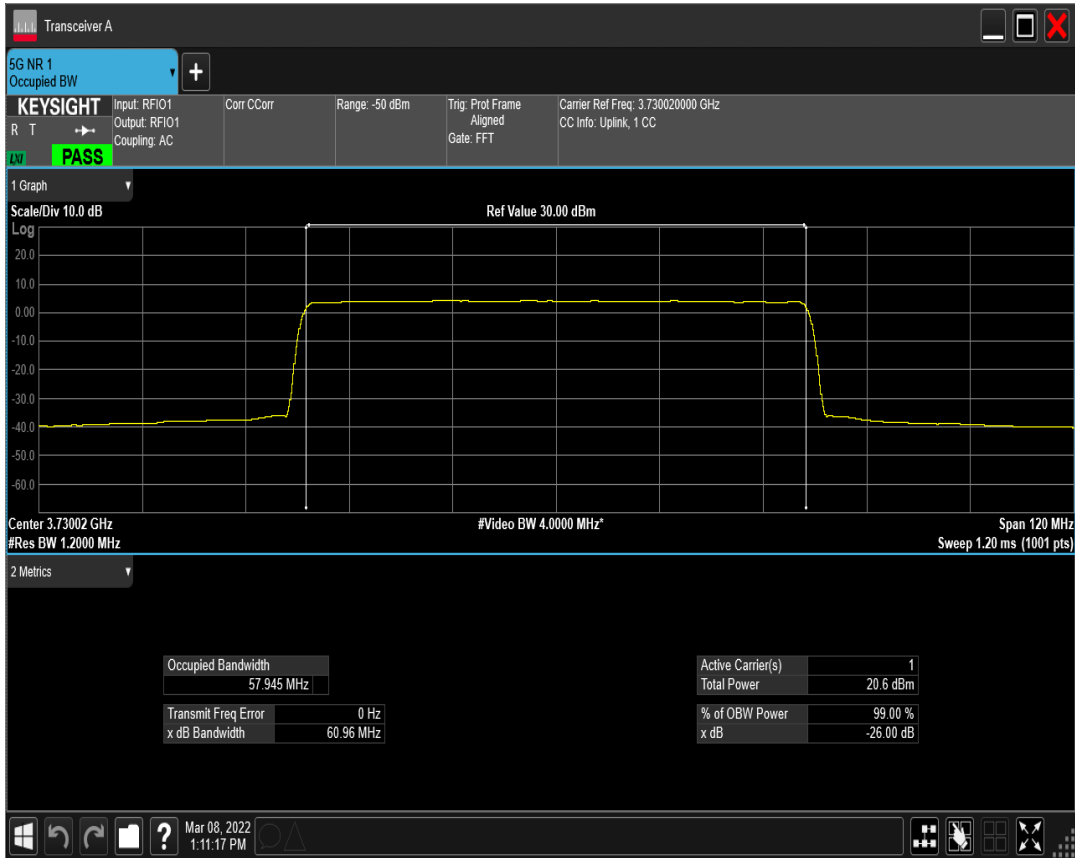 Transceiver A
5G NR 1
Occupied BW
+
KEYSIGHT
R T
LXI
PASS
Input: RFIO1
Output: RFIO1
Coupling: AC
Corr CCorr
Range: -50 dBm
Trig: Prot Frame
Aligned
Gate: FFT
Carrier Ref Freq: 3.730020000 GHz
CC Info: Uplink, 1 CC
1 Graph
Scale/Div 10.0 dB
Ref Value 30.00 dBm
Log
20.0
10.0
0.00
-10.0
-20.0
-30.0
-40.0
-50.0
-60.0
Center 3.73002 GHz
#Video BW 4.0000 MHz*
Span 120 MHz
#Res BW 1.2000 MHz
Sweep 1.20 ms (1001 pts)
2 Metrics
Occupied Bandwidth
57.945 MHz
Transmit Freq Error 0 Hz
x dB Bandwidth 60.96 MHz
Active Carrier(s) 1
Total Power 20.6 dBm
% of OBW Power 99.00 %
x dB -26.00 dB
?
Mar 08, 2022
1:11:17 PM